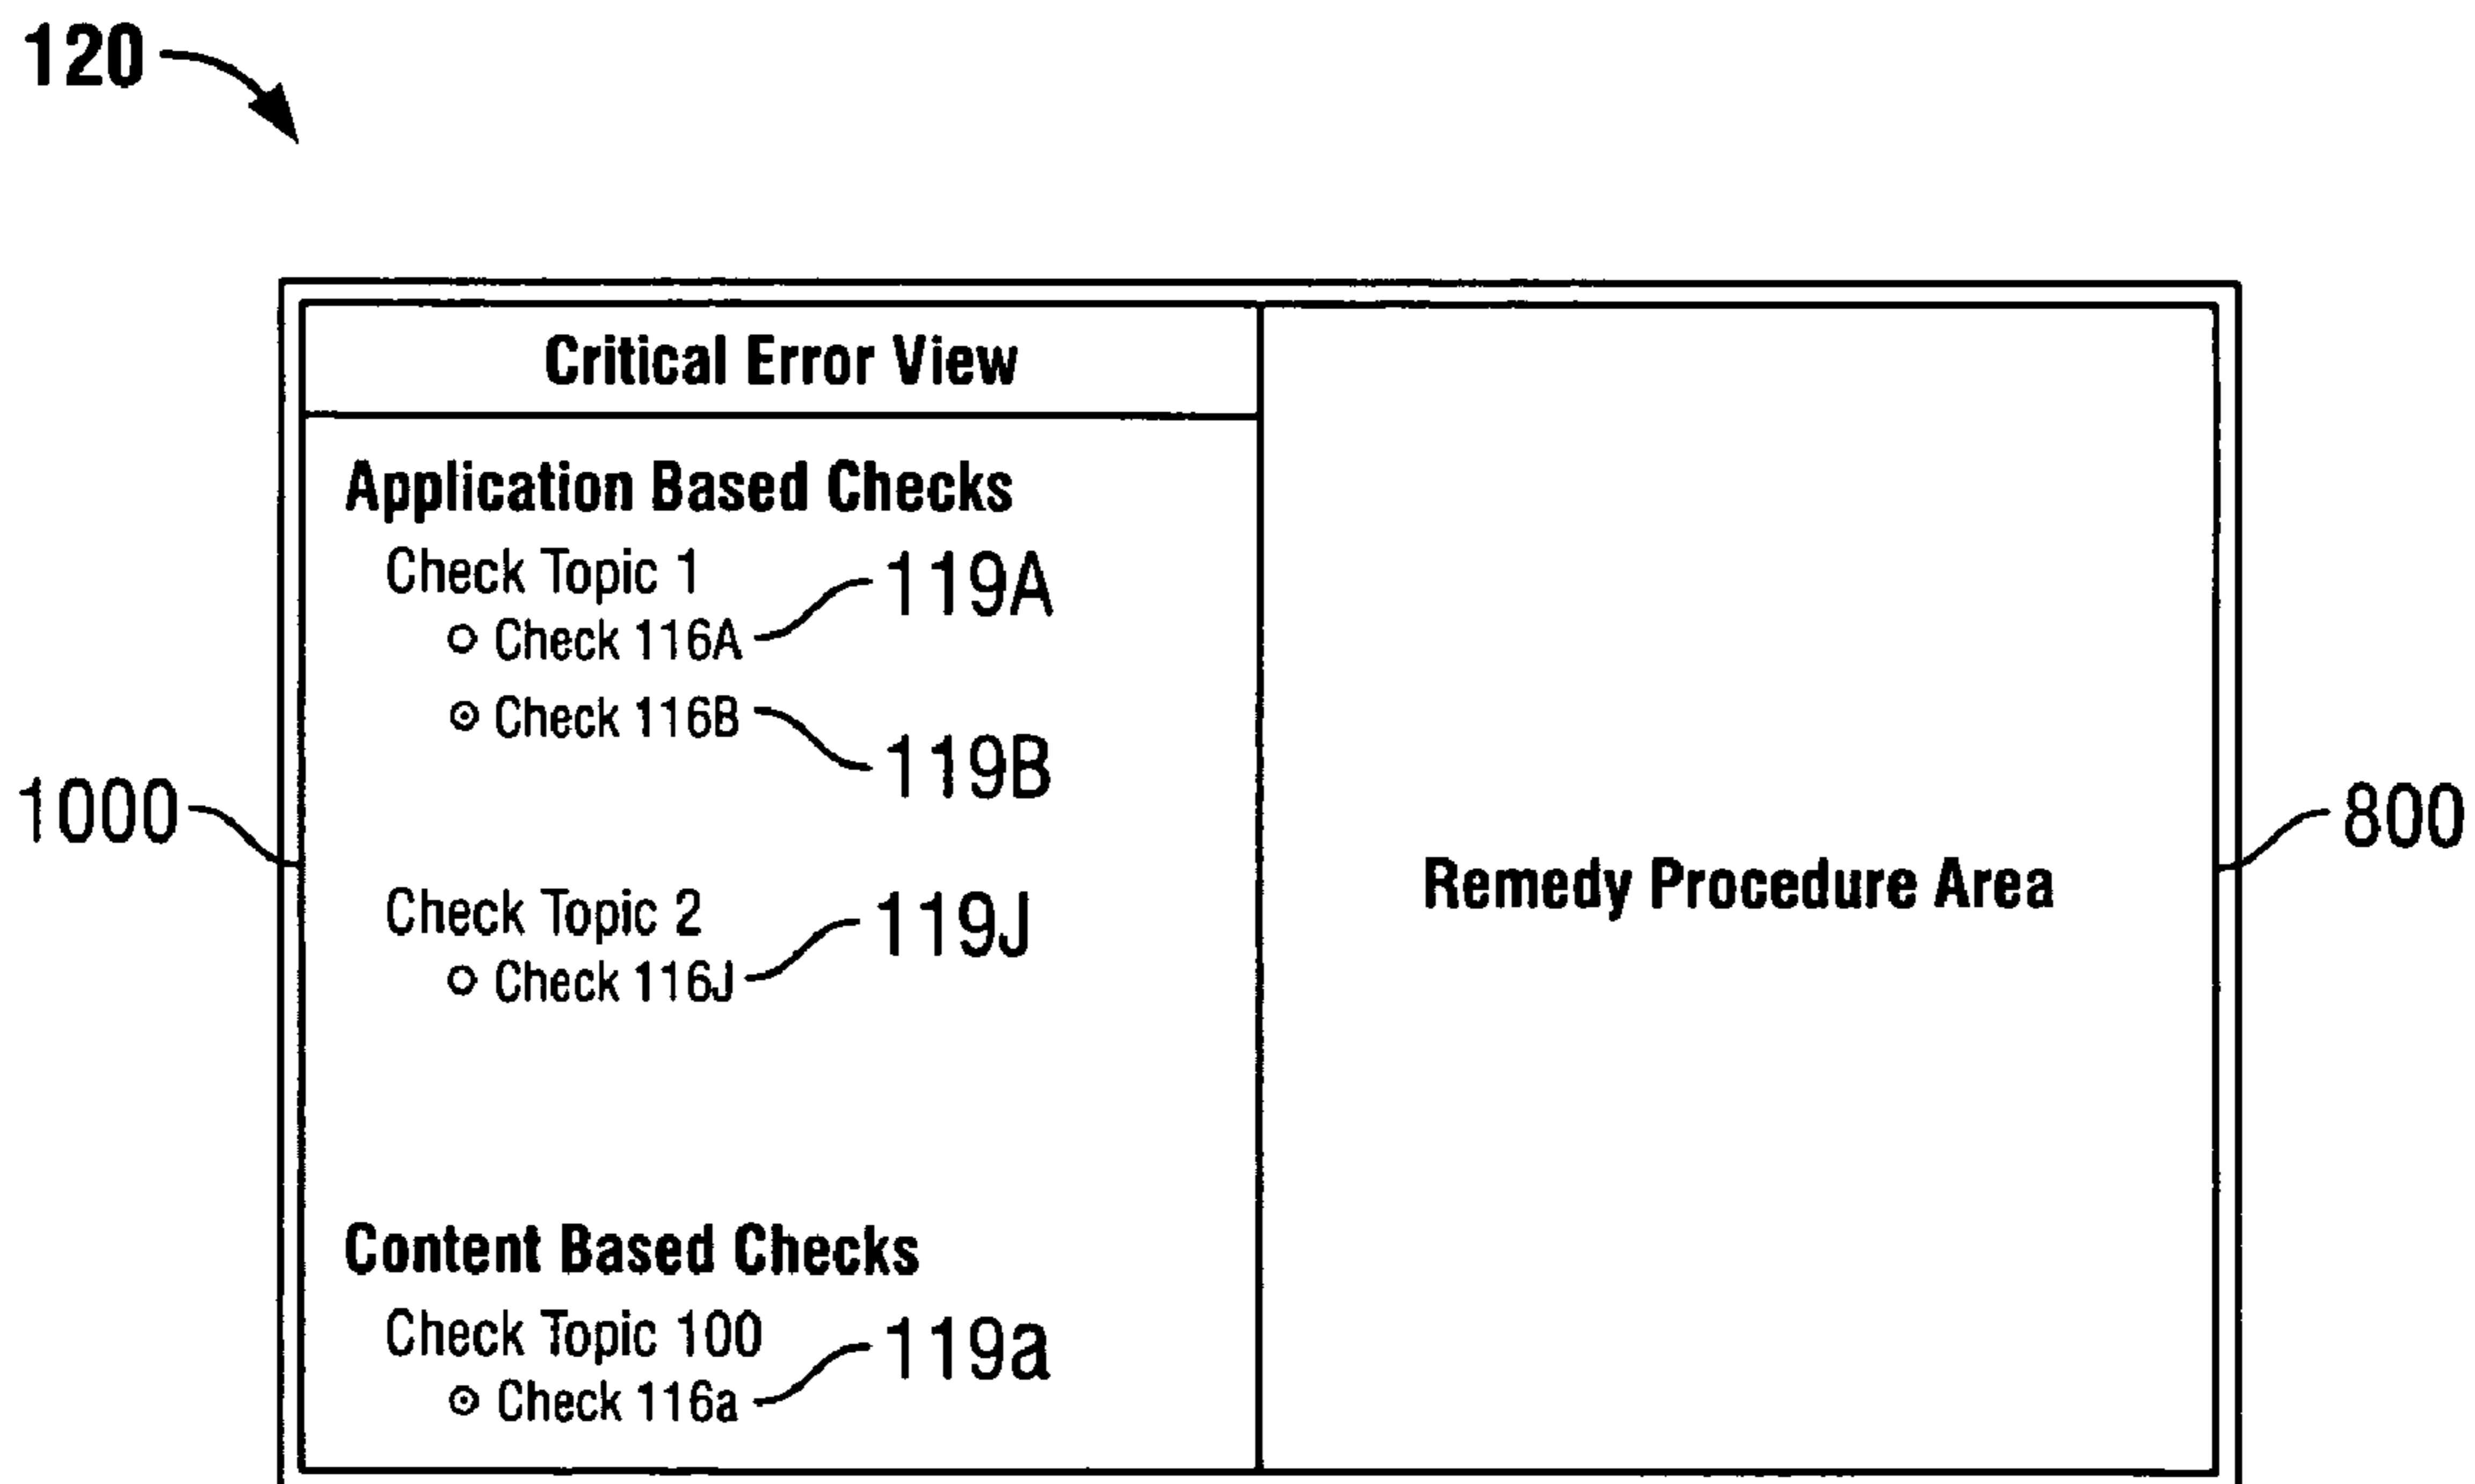 120
Critical Error View
Application Based Checks
Check Topic 1
119A
Check 116A
Check 116B
119B
1000
800
Remedy Procedure Area
Check Topic 2
119J
Check 116J
Content Based Checks
Check Topic 100
119a
Check 116a